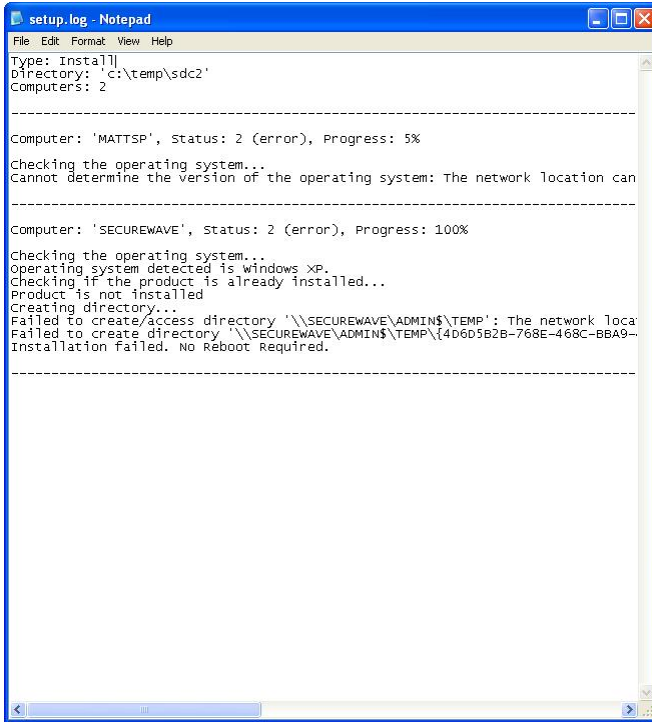 setup.log - Notepad
File Edit Format View Help
Type: Install
Directory: 'c:\temp\sdc2'
Computers: 2
--------------------------------------------------------------------------------
Computer: 'MATTSP', Status: 2 (error), Progress: 5%
Checking the operating system...
Cannot determine the version of the operating system: The network location can
--------------------------------------------------------------------------------
Computer: 'SECUREWAVE', Status: 2 (error), Progress: 100%
Checking the operating system...
Operating system detected is Windows XP.
Checking if the product is already installed...
Product is not installed
Creating directory...
Failed to create/access directory '\\SECUREWAVE\ADMIN$\TEMP': The network loca
Failed to create directory '\\SECUREWAVE\ADMIN$\TEMP\{4D6D5B2B-768E-468C-BBA9-
Installation failed. No Reboot Required.
--------------------------------------------------------------------------------